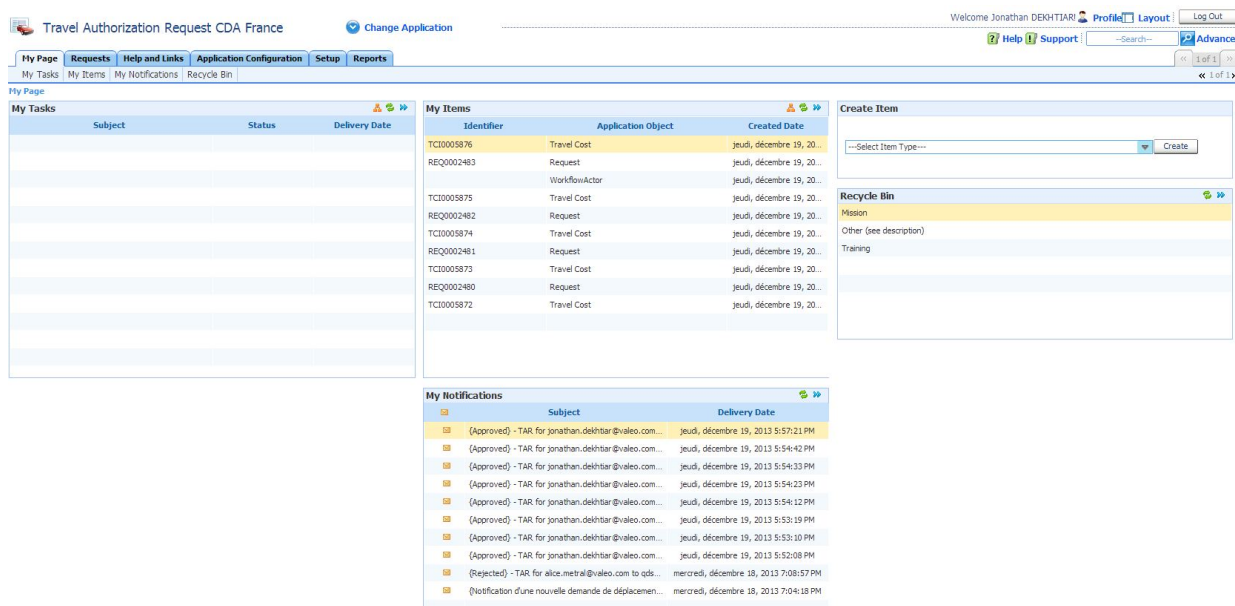 Travel Authorization Request CDA France
Change Application
Welcome Jonathan DEKHTIAR! Profile Layout Log Out
Help Support --Search-- Advance
My Page Requests Help and Links Application Configuration Setup Reports
1 of 1
My Tasks My Items My Notifications Recycle Bin
1 of 1
My Page
My Tasks
Subject Status Delivery Date
My Items
Identifier Application Object Created Date
TCI0005876 Travel Cost jeudi, décembre 19, 20...
REQ0002483 Request jeudi, décembre 19, 20...
WorkflowActor jeudi, décembre 19, 20...
TCI0005875 Travel Cost jeudi, décembre 19, 20...
REQ0002482 Request jeudi, décembre 19, 20...
TCI0005874 Travel Cost jeudi, décembre 19, 20...
REQ0002481 Request jeudi, décembre 19, 20...
TCI0005873 Travel Cost jeudi, décembre 19, 20...
REQ0002480 Request jeudi, décembre 19, 20...
TCI0005872 Travel Cost jeudi, décembre 19, 20...
Create Item
---Select Item Type--- Create
Recycle Bin
Mission
Other (see description)
Training
My Notifications
Subject Delivery Date
{Approved} - TAR for jonathan.dekhtiar@valeo.com... jeudi, décembre 19, 2013 5:57:21 PM
{Approved} - TAR for jonathan.dekhtiar@valeo.com... jeudi, décembre 19, 2013 5:54:42 PM
{Approved} - TAR for jonathan.dekhtiar@valeo.com... jeudi, décembre 19, 2013 5:54:33 PM
{Approved} - TAR for jonathan.dekhtiar@valeo.com... jeudi, décembre 19, 2013 5:54:23 PM
{Approved} - TAR for jonathan.dekhtiar@valeo.com... jeudi, décembre 19, 2013 5:54:12 PM
{Approved} - TAR for jonathan.dekhtiar@valeo.com... jeudi, décembre 19, 2013 5:53:19 PM
{Approved} - TAR for jonathan.dekhtiar@valeo.com... jeudi, décembre 19, 2013 5:53:10 PM
{Approved} - TAR for jonathan.dekhtiar@valeo.com... jeudi, décembre 19, 2013 5:52:08 PM
{Rejected} - TAR for alice.metral@valeo.com to qds... mercredi, décembre 18, 2013 7:08:57 PM
{Notification d'une nouvelle demande de déplacemen... mercredi, décembre 18, 2013 7:04:18 PM